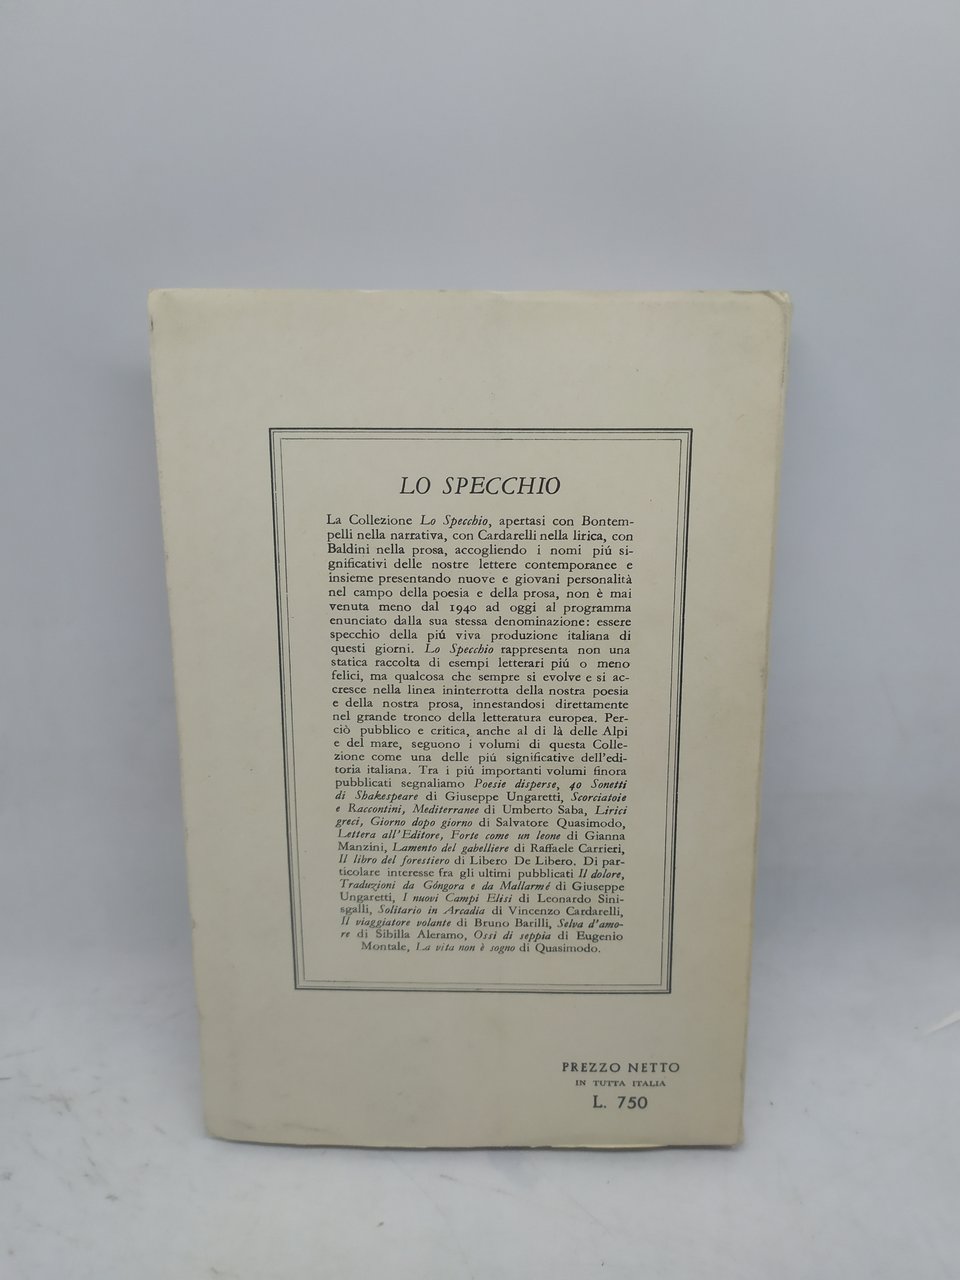 LO SPECCHIO
La Collezione Lo Specchio, apertasi con Bontem-
pelli nella narrativa, con Cardarelli nella lirica, con
Baldini nella prosa, accogliendo i nomi piú si-
gnificativi delle nostre lettere contemporanee e
insieme presentando nuove e giovani personalità
nel campo della poesia e della prosa, non è mai
venuta meno dal 1940 ad oggi al programma
enunciato dalla sua stessa denominazione: essere
specchio della piú viva produzione italiana di
questi giorni. Lo Specchio rappresenta non una
statica raccolta di esempi letterari piú o meno
felici, ma qualcosa che sempre si evolve e si ac-
cresce nella linea ininterrotta della nostra poesia
e della nostra prosa, innestandosi direttamente
nel grande tronco della letteratura europea. Per-
ciò pubblico e critica, anche al di là delle Alpi
e del mare, seguono i volumi di questa Colle-
zione come una delle piú significative dell'edi-
toria italiana. Tra i piú importanti volumi finora
pubblicati segnaliamo Poesie disperse, 40 Sonetti
di Shakespeare di Giuseppe Ungaretti, Scorciatoie
e Raccontini, Mediterranee di Umberto Saba, Lirici
greci, Giorno dopo giorno di Salvatore Quasimodo,
Lettera all'Editore, Forte come un leone di Gianna
Manzini, Lamento del gabelliere di Raffaele Carrieri,
Il libro del forestiero di Libero De Libero. Di par-
ticolare interesse fra gli ultimi pubblicati Il dolore,
Traduzioni da Góngora e da Mallarmé di Giuseppe
Ungaretti, I nuovi Campi Elisi di Leonardo Sini-
sgalli, Solitario in Arcadia di Vincenzo Cardarelli,
Il viaggiatore volante di Bruno Barilli, Selva d'amo-
re di Sibilla Aleramo, Ossi di seppia di Eugenio
Montale, La vita non è sogno di Quasimodo.
PREZZO NETTO
IN TUTTA ITALIA
L. 750